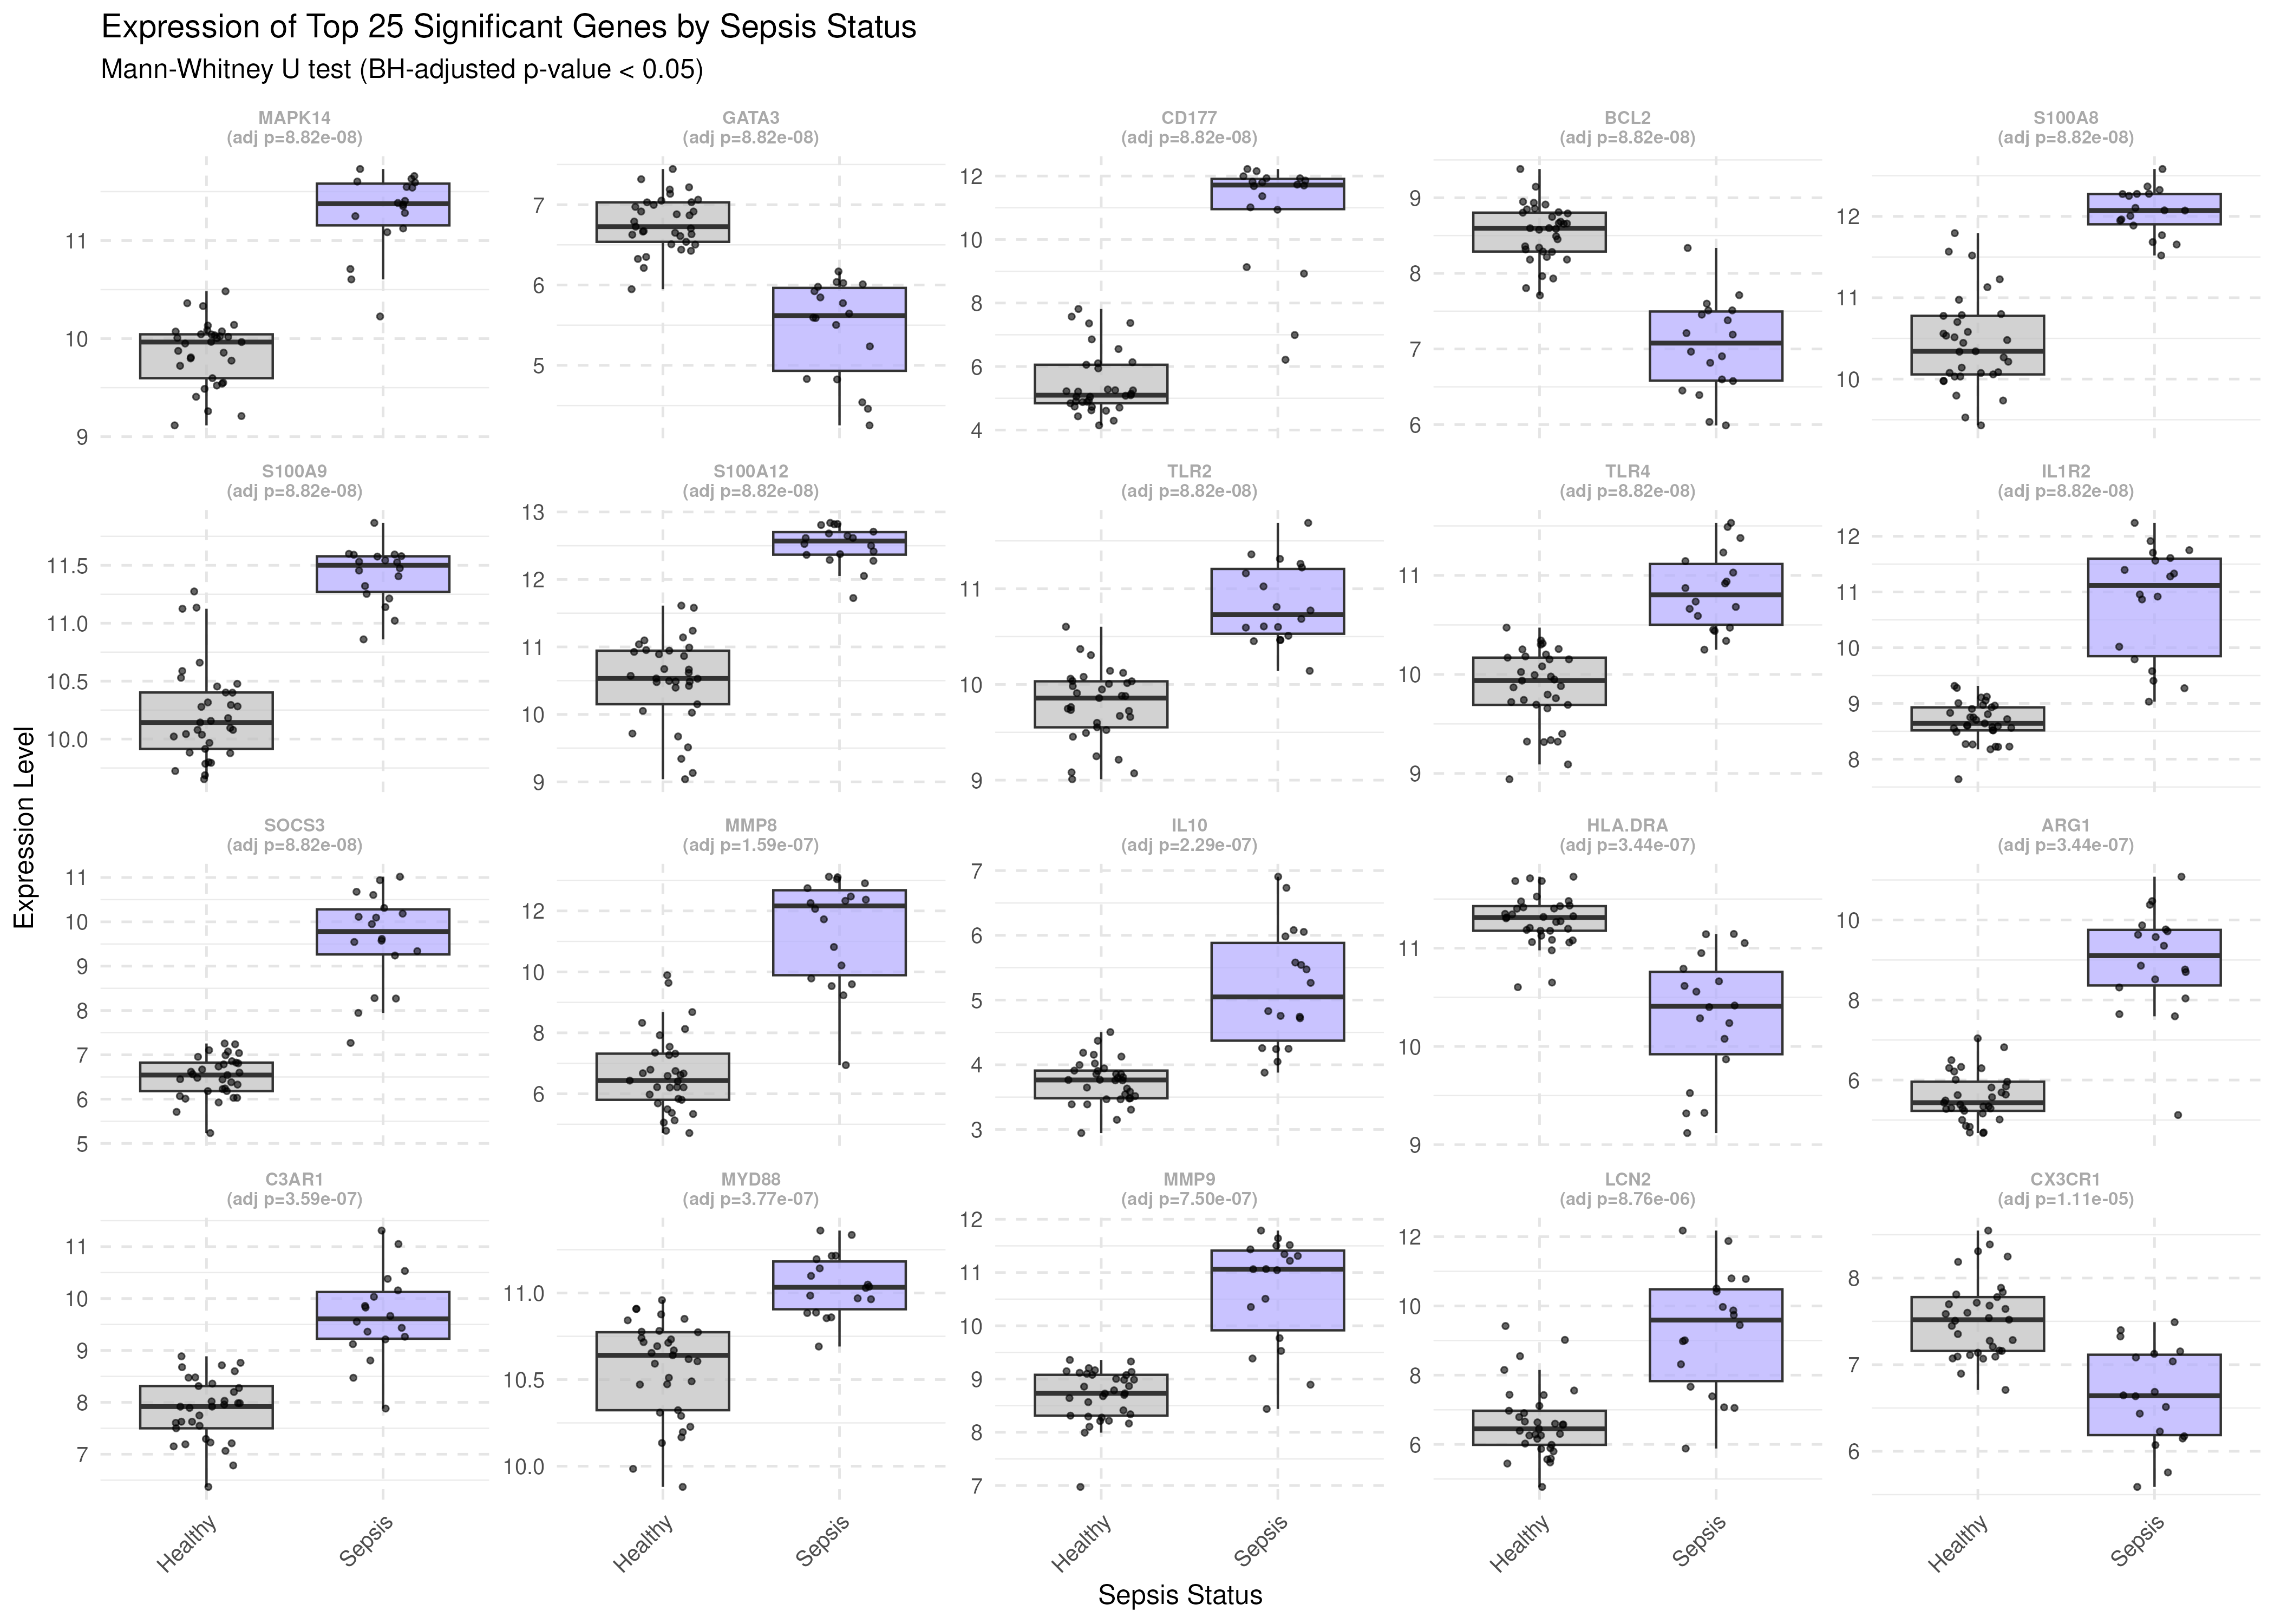 Expression of Top 25 Significant Genes by Sepsis Status
Mann-Whitney U test (BH-adjusted p-value < 0.05)
MAPK14
(adj p=8.82e-08)
GATA3
(adj p=8.82e-08)
CD177
(adj p=8.82e-08)
BCL2
(adj p=8.82e-08)
S100A8
(adj p=8.82e-08)
11
10
9
7
6
5
12
10
8
6
4
9
8
7
6
12
11
10
S100A9
(adj p=8.82e-08)
S100A12
(adj p=8.82e-08)
TLR2
(adj p=8.82e-08)
TLR4
(adj p=8.82e-08)
IL1R2
(adj p=8.82e-08)
11.5
11.0
10.5
10.0
13
12
11
10
9
11
10
9
11
10
9
12
11
10
9
8
Expression Level
SOCS3
(adj p=8.82e-08)
MMP8
(adj p=1.59e-07)
IL10
(adj p=2.29e-07)
HLA.DRA
(adj p=3.44e-07)
ARG1
(adj p=3.44e-07)
11
10
9
8
7
6
5
12
10
8
6
7
6
5
4
3
11
10
9
10
8
6
C3AR1
(adj p=3.59e-07)
MYD88
(adj p=3.77e-07)
MMP9
(adj p=7.50e-07)
LCN2
(adj p=8.76e-06)
CX3CR1
(adj p=1.11e-05)
11
10
9
8
7
11.0
10.5
10.0
12
11
10
9
8
7
12
10
8
6
8
7
6
Healthy
Sepsis
Healthy
Sepsis
Healthy
Sepsis
Healthy
Sepsis
Healthy
Sepsis
Sepsis Status